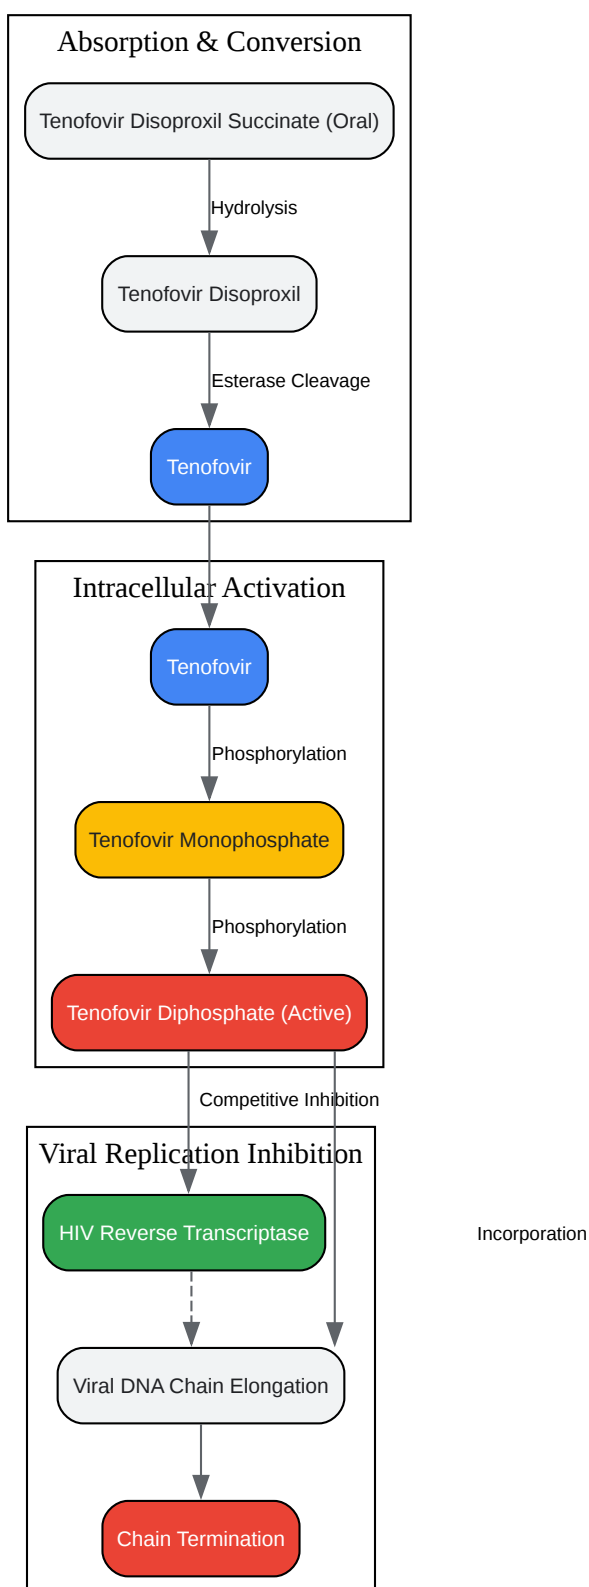 Absorption & Conversion
Tenofovir Disoproxil Succinate (Oral)
Hydrolysis
Tenofovir Disoproxil
Esterase Cleavage
Tenofovir
Intracellular Activation
Tenofovir
Phosphorylation
Tenofovir Monophosphate
Phosphorylation
Tenofovir Diphosphate (Active)
Competitive Inhibition
Viral Replication Inhibition
HIV Reverse Transcriptase
Incorporation
Viral DNA Chain Elongation
Chain Termination